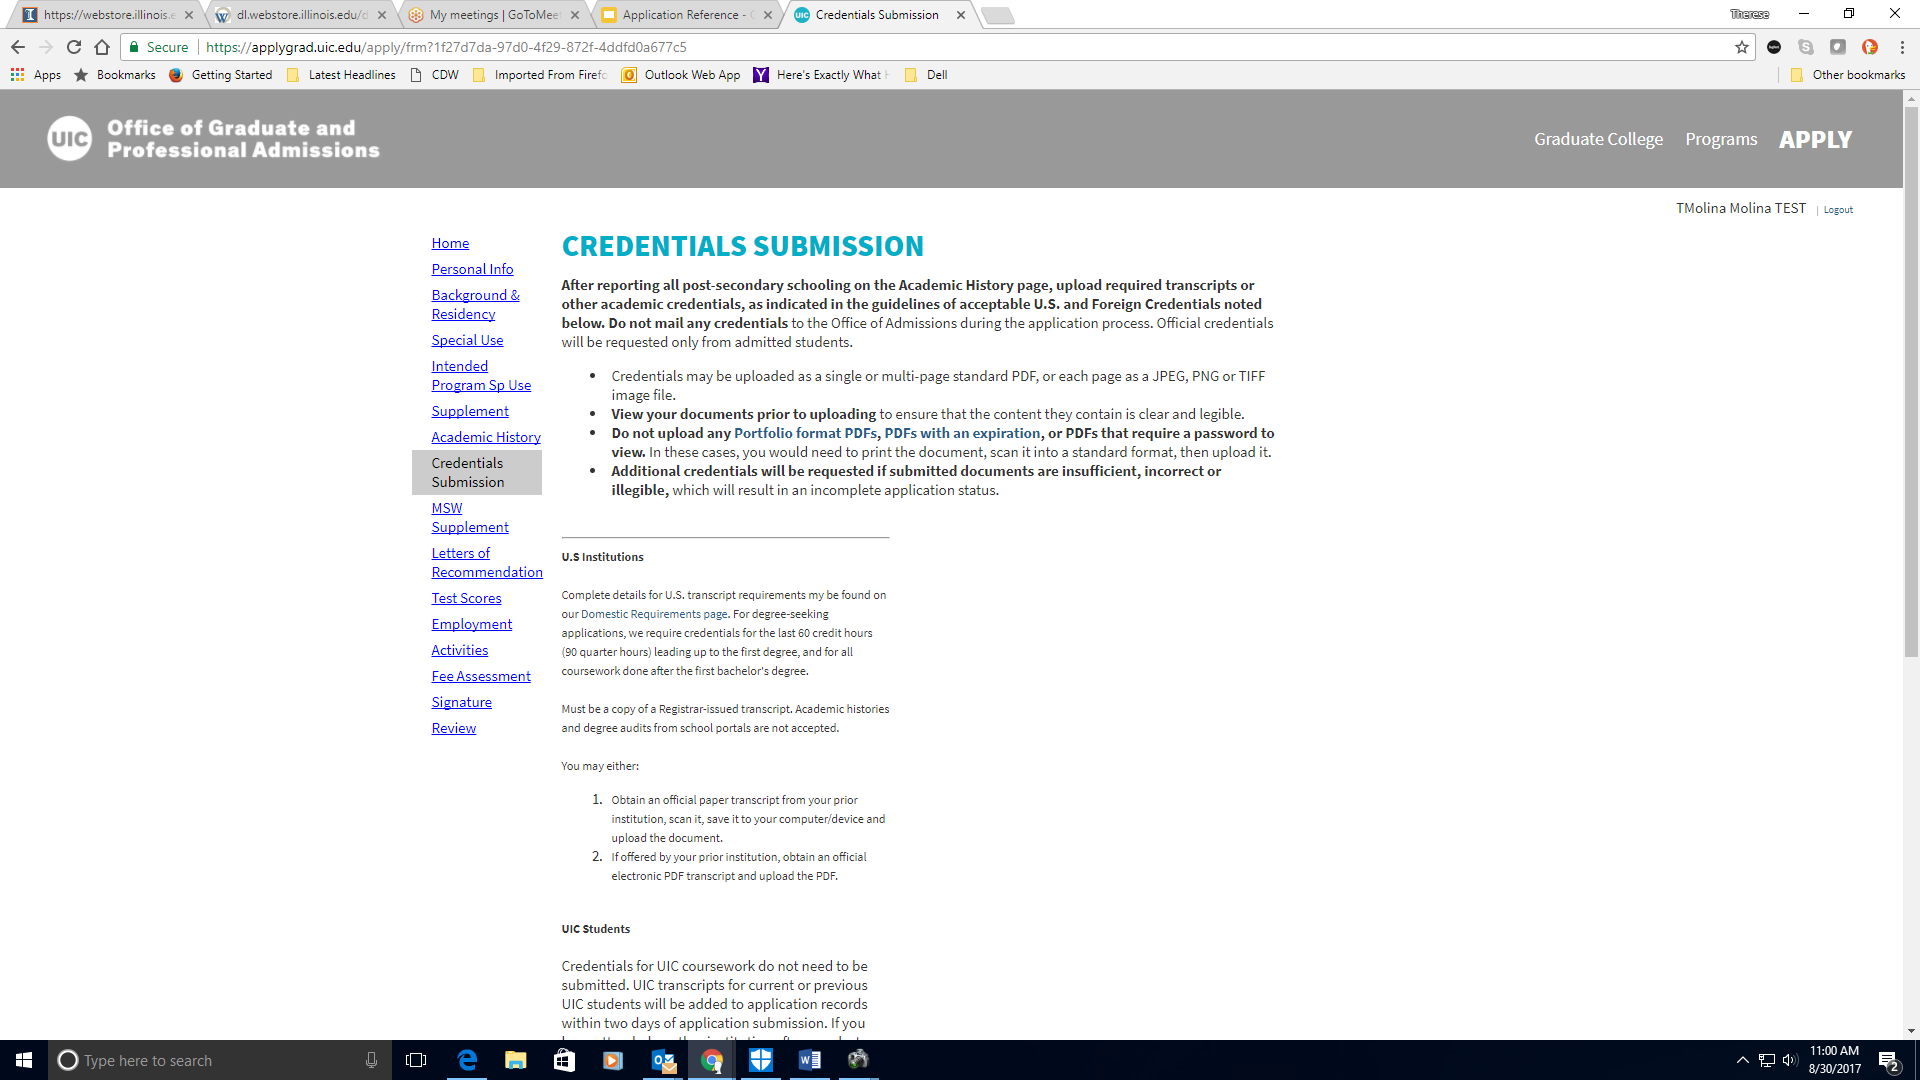 https://webstore.illinois.e
dl.webstore.illinois.edu/d
My meetings | GoToMeet
Application Reference -
Credentials Submission
Therese
Secure
https://applygrad.uic.edu/apply/frm?1f27d7da-97d0-4f29-872f-4ddfd0a677c5
Apps
Bookmarks
Getting Started
Latest Headlines
CDW
Imported From Firefo
Outlook Web App
Here's Exactly What H
Dell
Other bookmarks
UIC
Office of Graduate and
Professional Admissions
Graduate College
Programs
APPLY
TMolina Molina TEST | Logout
Home
Personal Info
Background &
Residency
Special Use
Intended
Program Sp Use
Supplement
Academic History
Credentials
Submission
MSW
Supplement
Letters of
Recommendation
Test Scores
Employment
Activities
Fee Assessment
Signature
Review
CREDENTIALS SUBMISSION
After reporting all post-secondary schooling on the Academic History page, upload required transcripts or
other academic credentials, as indicated in the guidelines of acceptable U.S. and Foreign Credentials noted
below. Do not mail any credentials to the Office of Admissions during the application process. Official credentials
will be requested only from admitted students.
• Credentials may be uploaded as a single or multi-page standard PDF, or each page as a JPEG, PNG or TIFF
image file.
• View your documents prior to uploading to ensure that the content they contain is clear and legible.
• Do not upload any Portfolio format PDFs, PDFs with an expiration, or PDFs that require a password to
view. In these cases, you would need to print the document, scan it into a standard format, then upload it.
• Additional credentials will be requested if submitted documents are insufficient, incorrect or
illegible, which will result in an incomplete application status.
U.S Institutions
Complete details for U.S. transcript requirements my be found on
our Domestic Requirements page. For degree-seeking
applications, we require credentials for the last 60 credit hours
(90 quarter hours) leading up to the first degree, and for all
coursework done after the first bachelor's degree.
Must be a copy of a Registrar-issued transcript. Academic histories
and degree audits from school portals are not accepted.
You may either:
1. Obtain an official paper transcript from your prior
institution, scan it, save it to your computer/device and
upload the document.
2. If offered by your prior institution, obtain an official
electronic PDF transcript and upload the PDF.
UIC Students
Credentials for UIC coursework do not need to be
submitted. UIC transcripts for current or previous
UIC students will be added to application records
within two days of application submission. If you
Type here to search
11:00 AM
8/30/2017
2